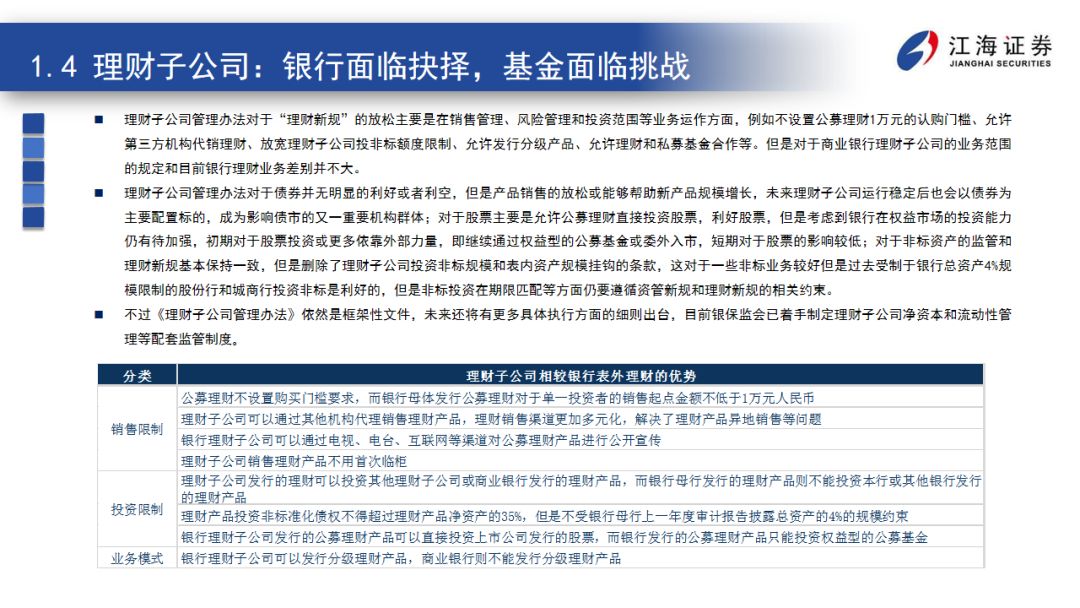 1.4 理财子公司：银行面临抉择，基金面临挑战
江海证券
JIANGHAI SECURITIES
■ 理财子公司管理办法对于“理财新规”的放松主要是在销售管理、风险管理和投资范围等业务运作方面，例如不设置公募理财1万元的认购门槛、允许
第三方机构代销理财、放宽理财子公司投非标额度限制、允许发行分级产品、允许理财和私募基金合作等。但是对于商业银行理财子公司的业务范围
的规定和目前银行理财业务差别并不大。
■ 理财子公司管理办法对于债券并无明显的利好或者利空，但是产品销售的放松或能够帮助新产品规模增长，未来理财子公司运行稳定后也会以债券为
主要配置标的，成为影响债市的又一重要机构群体；对于股票主要是允许公募理财直接投资股票，利好股票，但是考虑到银行在权益市场的投资能力
仍有待加强，初期对于股票投资或更多依靠外部力量，即继续通过权益型的公募基金或委外入市，短期对于股票的影响较低；对于非标资产的监管和
理财新规基本保持一致，但是删除了理财子公司投资非标规模和表内资产规模挂钩的条款，这对于一些非标业务较好但是过去受制于银行总资产4%规
模限制的股份行和城商行投资非标是利好的，但是非标投资在期限匹配等方面仍要遵循资管新规和理财新规的相关约束。
■ 不过《理财子公司管理办法》依然是框架性文件，未来还将有更多具体执行方面的细则出台，目前银保监会已着手制定理财子公司净资本和流动性管
理等配套监管制度。
分类 理财子公司相较银行表外理财的优势
销售限制
公募理财不设置购买门槛要求，而银行母体发行公募理财对于单一投资者的销售起点金额不低于1万元人民币
理财子公司可以通过其他机构代理销售理财产品，理财销售渠道更加多元化，解决了理财产品异地销售等问题
银行理财子公司可以通过电视、电台、互联网等渠道对公募理财产品进行公开宣传
理财子公司销售理财产品不用首次临柜
投资限制
理财子公司发行的理财可以投资其他理财子公司或商业银行发行的理财产品，而银行母行发行的理财产品则不能投资本行或其他银行发行
的理财产品
理财产品投资非标准化债权不得超过理财产品净资产的35%，但是不受银行母行上一年度审计报告披露总资产的4%的规模约束
银行理财子公司发行的公募理财产品可以直接投资上市公司发行的股票，而银行发行的公募理财产品只能投资权益型的公募基金
业务模式 银行理财子公司可以发行分级理财产品，商业银行则不能发行分级理财产品